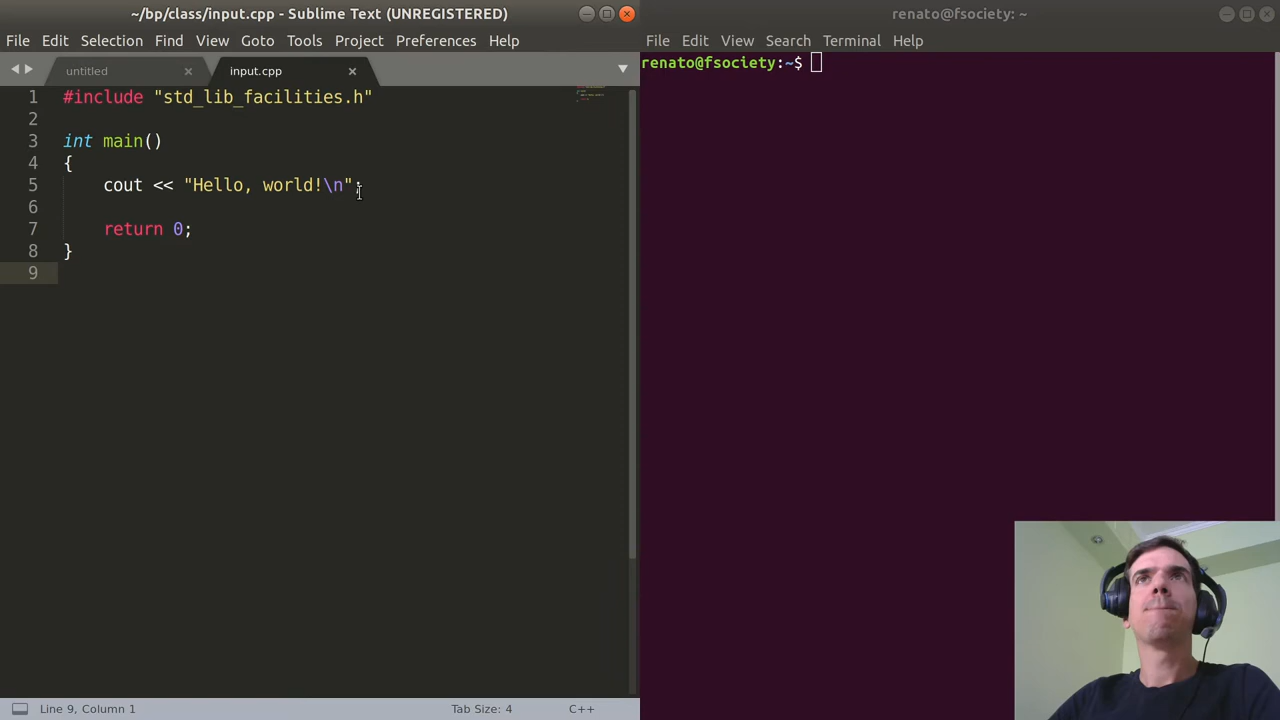 ~/bp/class/input.cpp - Sublime Text (UNREGISTERED)
File Edit Selection Find View Goto Tools Project Preferences Help
untitled input.cpp
1 #include "std_lib_facilities.h"
2
3 int main()
4 {
5 cout << "Hello, world!\n";
6
7 return 0;
8 }
9
Line 9, Column 1 Tab Size: 4 C++
renato@fsociety: ~
File Edit View Search Terminal Help
renato@fsociety:~$